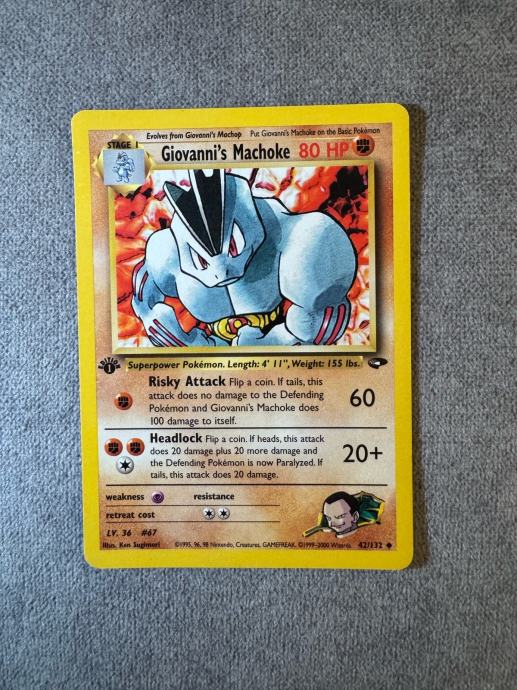 Evolves from Giovanni's Machop Put Giovanni's Machoke on the Basic Pokémon
STAGE 1
Giovanni's Machoke 80 HP
EDITION
1
Superpower Pokémon. Length: 4' 11", Weight: 155 lbs.
Risky Attack Flip a coin. If tails, this
attack does no damage to the Defending
Pokémon and Giovanni's Machoke does
100 damage to itself.
60
Headlock Flip a coin. If heads, this attack
does 20 damage plus 20 more damage and
the Defending Pokémon is now Paralyzed. If
tails, this attack does 20 damage.
20+
weakness resistance
retreat cost
LV. 36 #67
Illus. Ken Sugimori ©1995, 96, 98 Nintendo, Creatures, GAMEFREAK. ©1999-2000 Wizards. 42/132